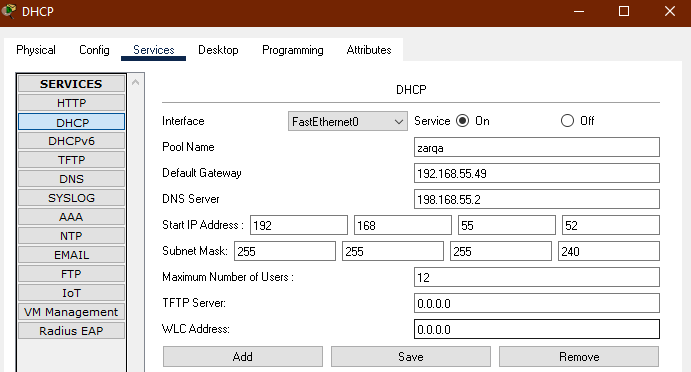 DHCP
Physical Config Services Desktop Programming Attributes
SERVICES
HTTP
DHCP
DHCPv6
TFTP
DNS
SYSLOG
AAA
NTP
EMAIL
FTP
IoT
VM Management
Radius EAP
DHCP
Interface FastEthernet0 Service On Off
Pool Name zarqa
Default Gateway 192.168.55.49
DNS Server 198.168.55.2
Start IP Address : 192 168 55 52
Subnet Mask: 255 255 255 240
Maximum Number of Users : 12
TFTP Server: 0.0.0.0
WLC Address: 0.0.0.0
Add Save Remove